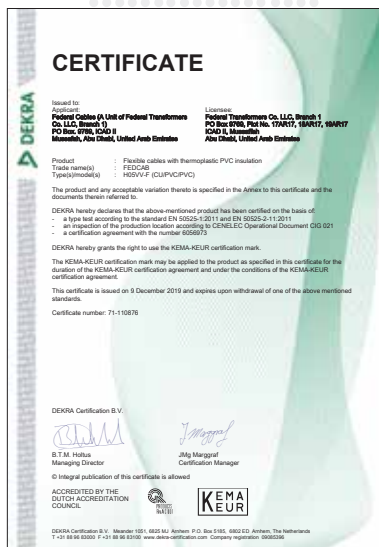 DEKRA
CERTIFICATE
Issued to:
Applicant:
Federal Cables (A Unit of Federal Transformers
Co. LLC, Branch 1)
PO Box. 9769, ICAD II
Mussafah, Abu Dhabi, United Arab Emirates
Licensee:
Federal Transformers Co. LLC, Branch 1
PO Box 9769, Plot No. 17AR17, 18AR17, 19AR17
ICAD II, Mussafah
Abu Dhabi, United Arab Emirates
Product : Flexible cables with thermoplastic PVC insulation
Trade name(s) : FEDCAB
Type(s)/model(s) : H05VV-F (CU/PVC/PVC)
The product and any acceptable variation thereto is specified in the Annex to this certificate and the
documents therein referred to.
DEKRA hereby declares that the above-mentioned product has been certified on the basis of:
- a type test according to the standard EN 50525-1:2011 and EN 50525-2-11:2011
- an inspection of the production location according to CENELEC Operational Document CIG 021
- a certification agreement with the number 6056973
DEKRA hereby grants the right to use the KEMA-KEUR certification mark.
The KEMA-KEUR certification mark may be applied to the product as specified in this certificate for the
duration of the KEMA-KEUR certification agreement and under the conditions of the KEMA-KEUR
certification agreement.
This certificate is issued on 9 December 2019 and expires upon withdrawal of one of the above mentioned
standards.
Certificate number: 71-110876
DEKRA Certification B.V.
B.T.M. Holtus
Managing Director
JMg Marggraf
Certification Manager
© Integral publication of this certificate is allowed
ACCREDITED BY THE
DUTCH ACCREDITATION
COUNCIL
PRODUCTS
KEMA
KEUR
DEKRA Certification B.V. Meander 1051, 6825 MJ Arnhem P.O. Box 5185, 6802 ED Arnhem, The Netherlands
T +31 88 96 83000 F +31 88 96 83100 www.dekra-certification.com Company registration 09085396